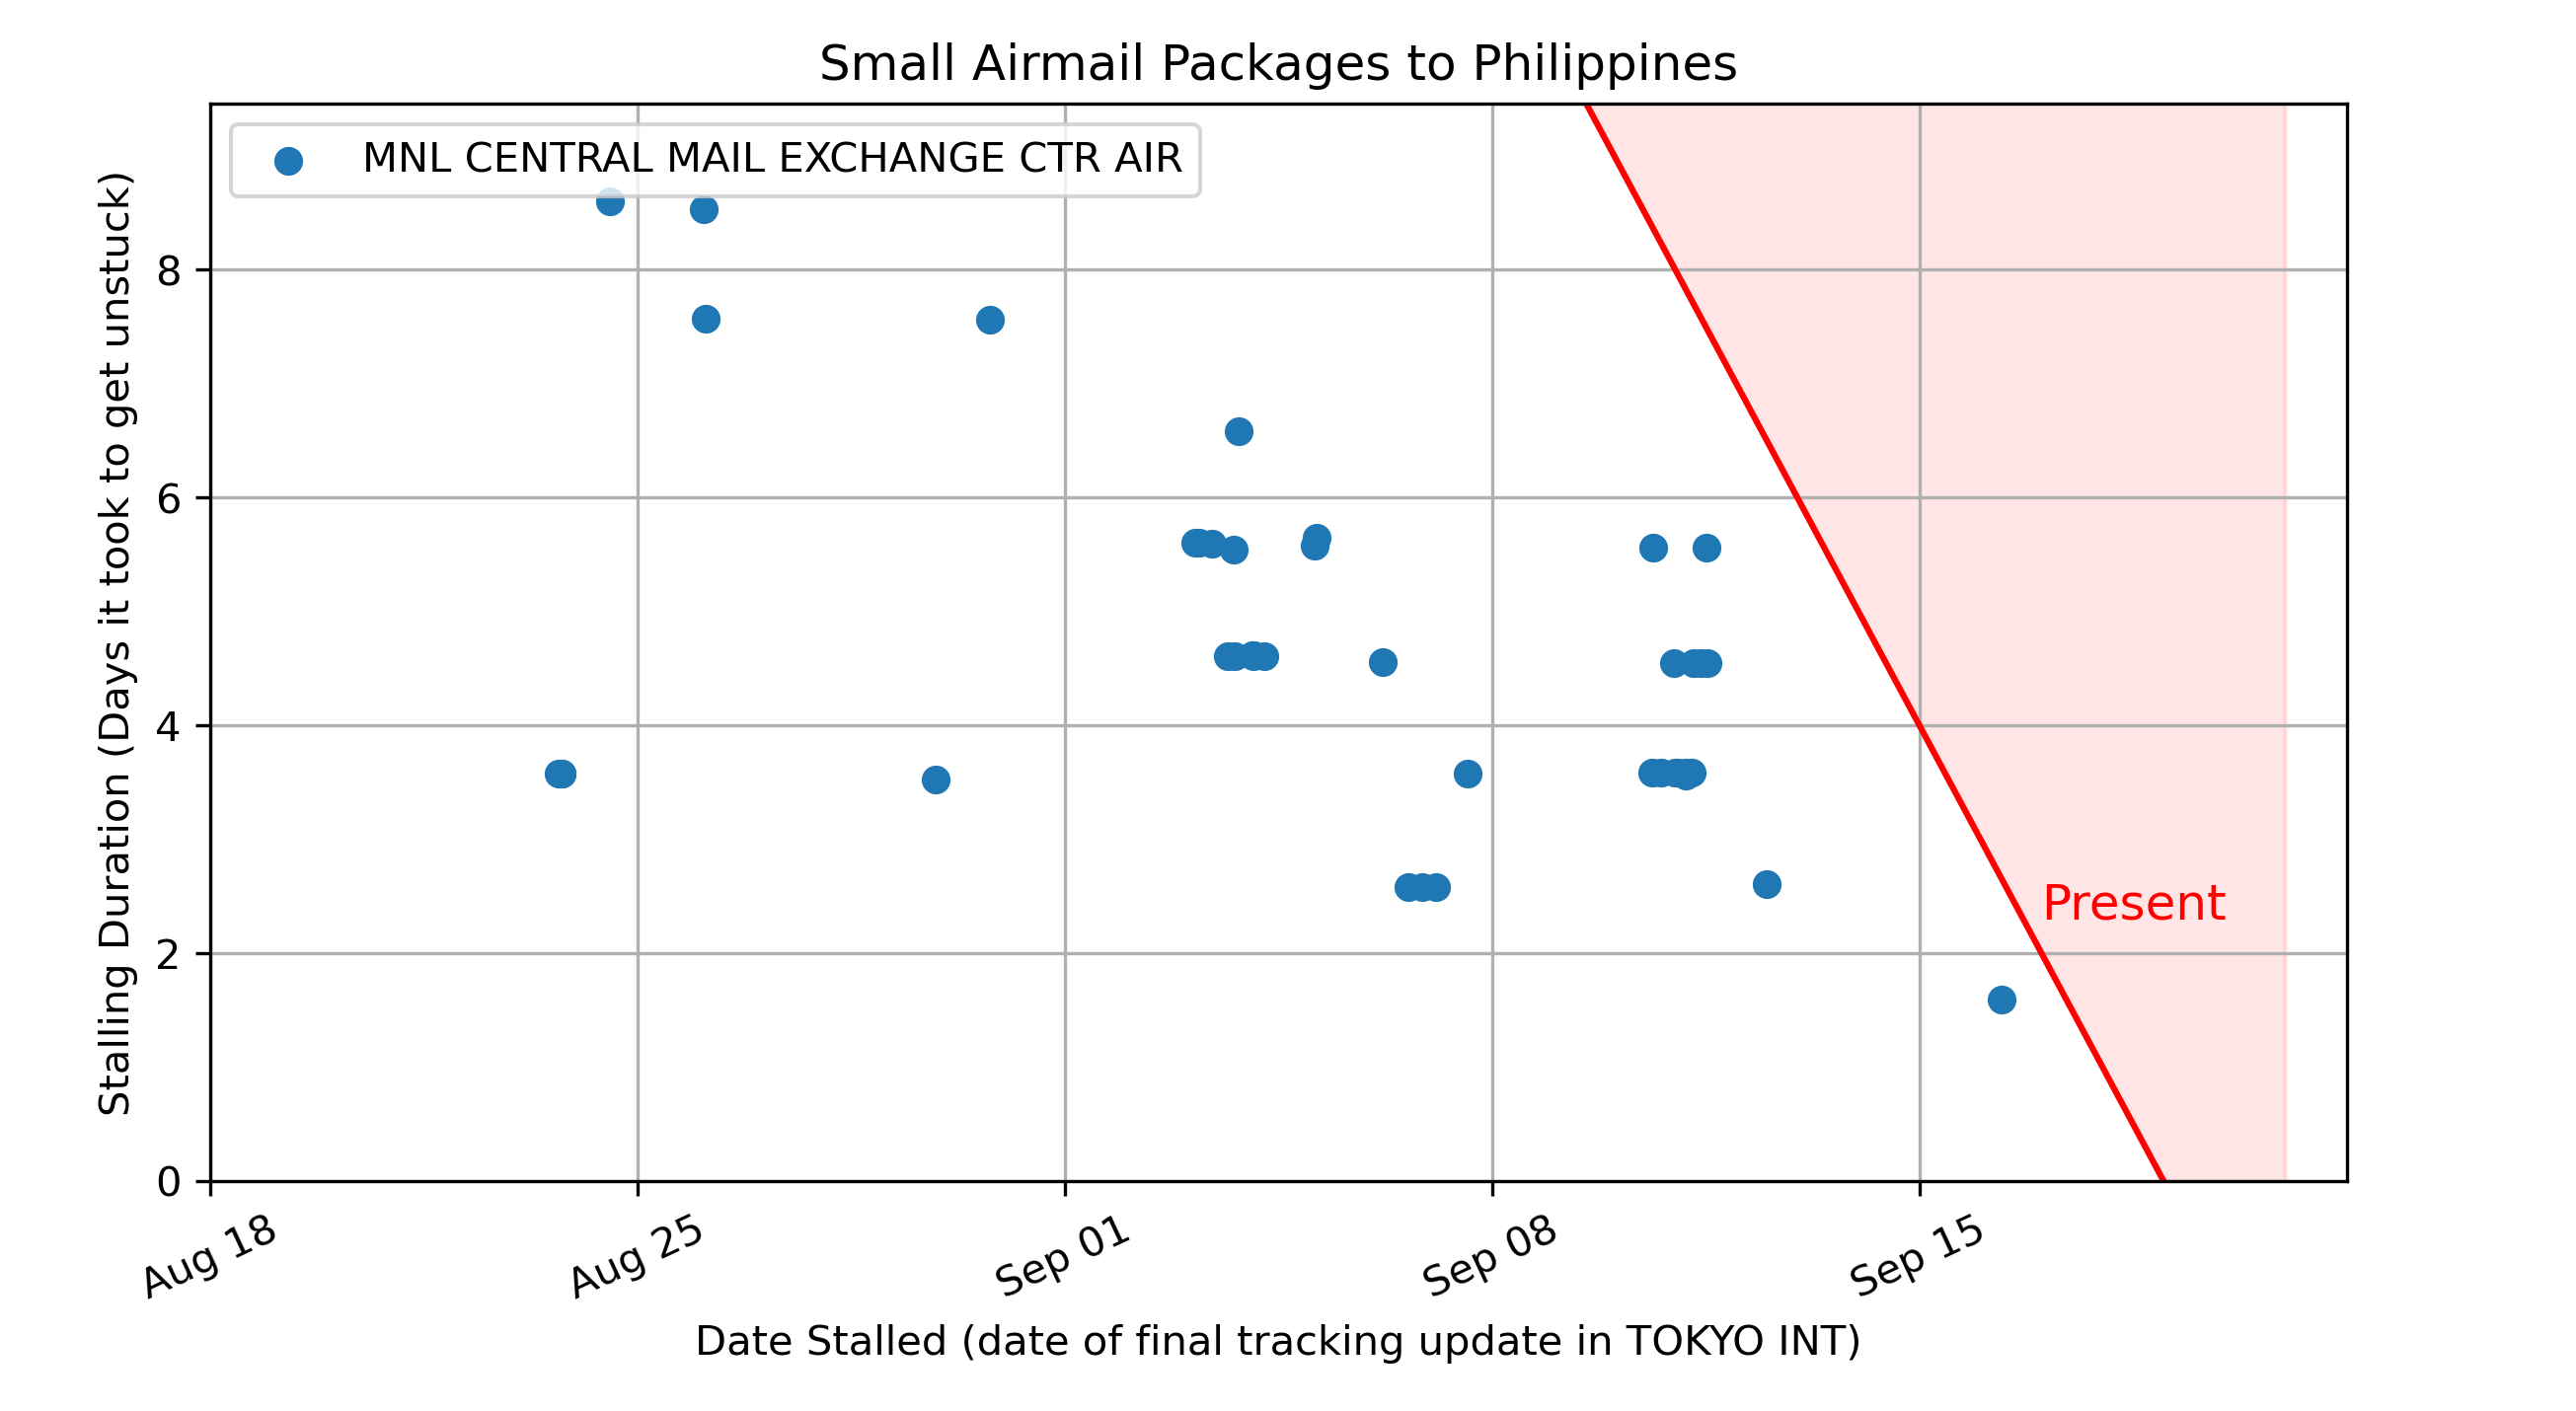 Small Airmail Packages to Philippines
MNL CENTRAL MAIL EXCHANGE CTR AIR
Stalling Duration (Days it took to get unstuck)
8
6
4
2
0
Present
Aug 18
Aug 25
Sep 01
Sep 08
Sep 15
Date Stalled (date of final tracking update in TOKYO INT)